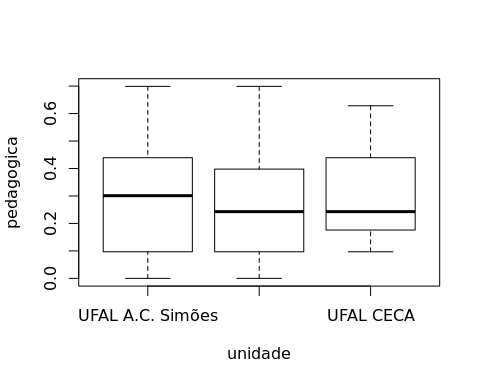 pedagogica
0.6
0.4
0.2
0.0
UFAL A.C. Simões UFAL CECA
unidade